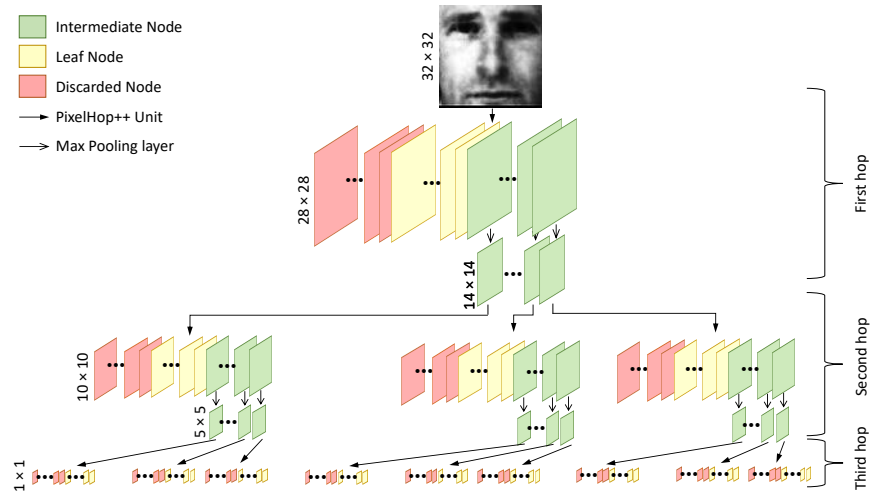 Intermediate Node
Leaf Node
Discarded Node
PixelHop++ Unit
Max Pooling layer
32 × 32
28 × 28
14 × 14
First hop
10 × 10
5 × 5
Second hop
1 × 1
Third hop